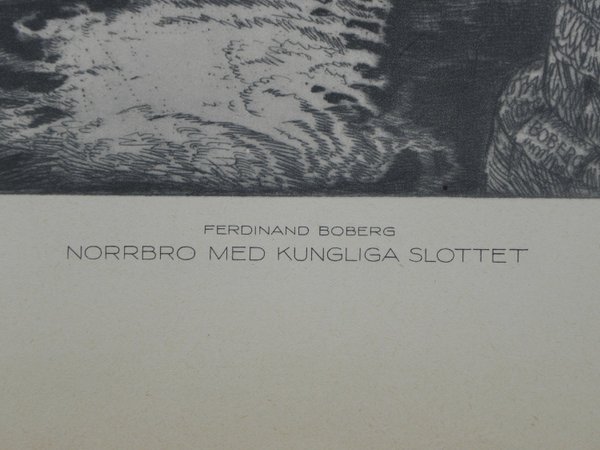 BOBERG
FERDINAND BOBERG
NORRBRO MED KUNGLIGA SLOTTET